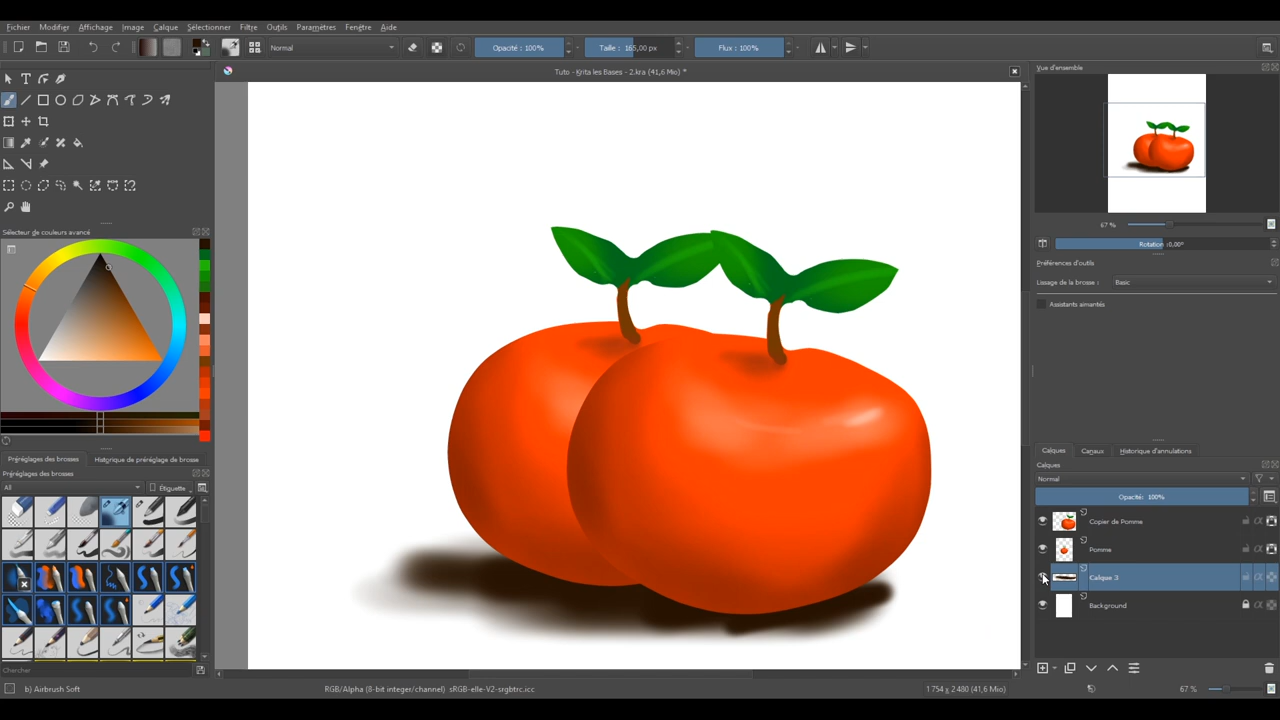 Fichier Modifier Affichage Image Calque Sélectionner Filtre Outils Paramètres Fenêtre Aide
Normal Opacité : 100% Taille : 165,00 px Flux : 100%
Tuto - Krita les Bases - 2.kra (41,6 Mio) *
Vue d'ensemble
67 %
Rotation : 0,00°
Préférences d'outils
Lissage de la brosse : Basic
Assistants aimantés
Sélecteur de couleurs avancé
Préréglages des brosses Historique de préréglage de brosse
Préréglages des brosses
All Étiquette
Chercher
Calques Canaux Historique d'annulations
Calques
Normal
Opacité: 100%
Copier de Pomme
Pomme
Calque 3
Background
b) Airbrush Soft RGB/Alpha (8-bit integer/channel) sRGB-elle-V2-srgbtrc.icc 1 754 x 2 480 (41,6 Mio) 67 %